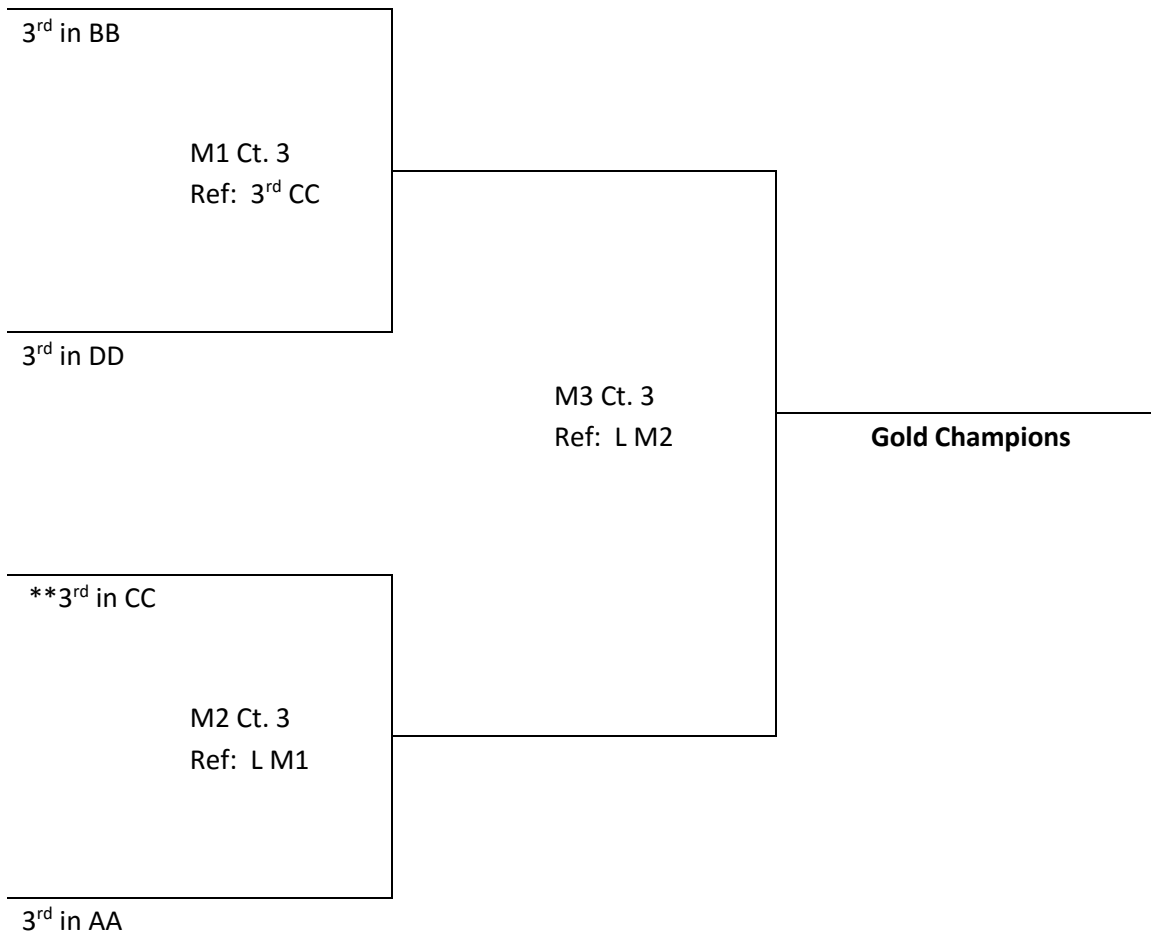 3rd in BB
M1 Ct. 3
Ref: 3rd CC
3rd in DD
M3 Ct. 3
Ref: L M2
Gold Champions
**3rd in CC
M2 Ct. 3
Ref: L M1
3rd in AA